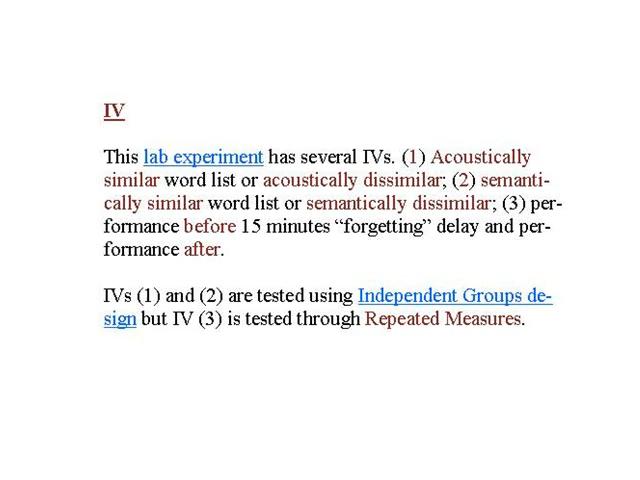 IV
This lab experiment has several IVs. (1) Acoustically
similar word list or acoustically dissimilar; (2) semanti-
cally similar word list or semantically dissimilar; (3) per-
formance before 15 minutes “forgetting” delay and per-
formance after.
IVs (1) and (2) are tested using Independent Groups de-
sign but IV (3) is tested through Repeated Measures.